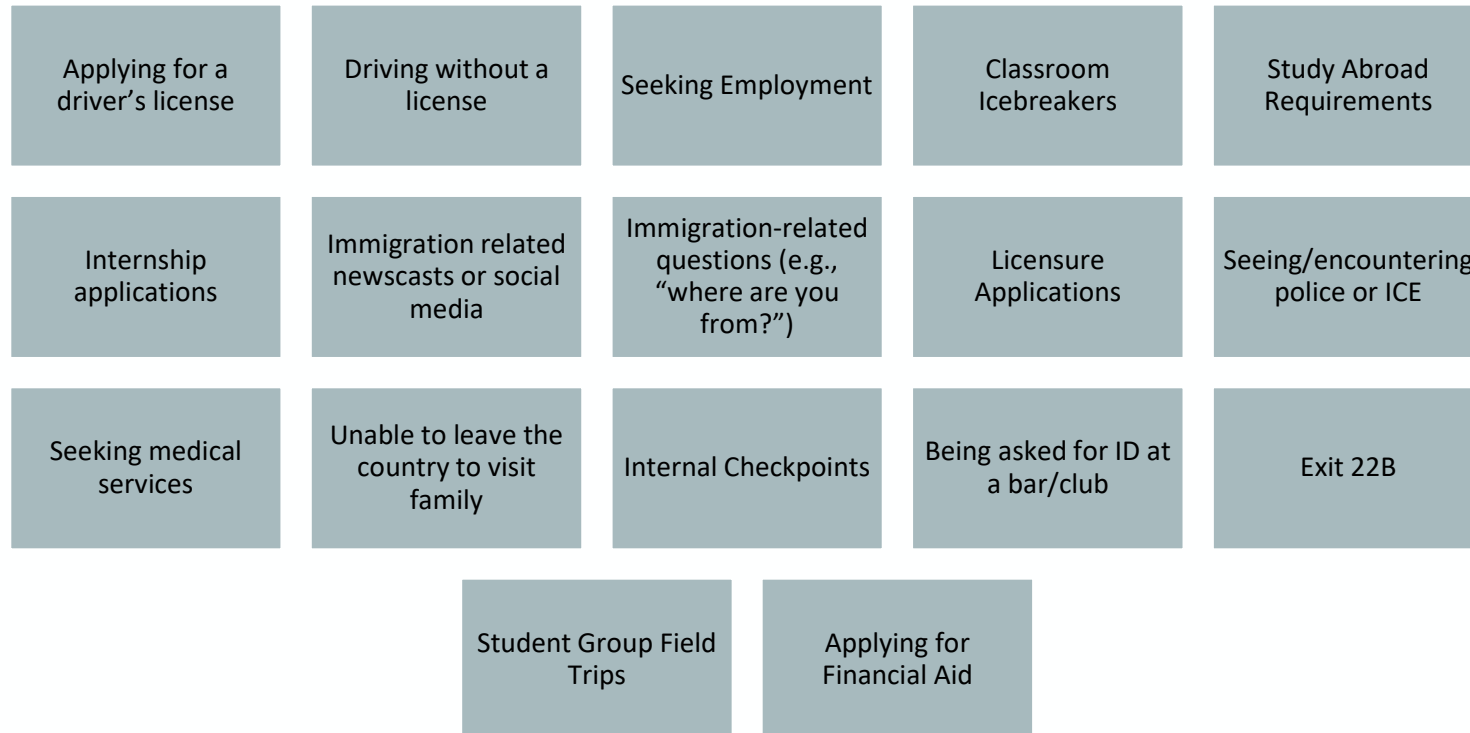 Applying for a
driver’s license
Driving without a
license
Seeking Employment
Classroom
Icebreakers
Study Abroad
Requirements
Internship
applications
Immigration related
newscasts or social
media
Immigration-related
questions (e.g.,
“where are you
from?”)
Licensure
Applications
Seeing/encountering
police or ICE
Seeking medical
services
Unable to leave the
country to visit
family
Internal Checkpoints
Being asked for ID at
a bar/club
Exit 22B
Student Group Field
Trips
Applying for
Financial Aid